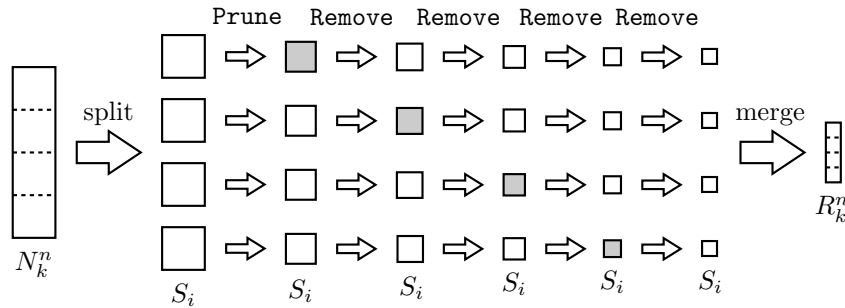 Prune Remove Remove Remove Remove
split
merge
N_k^n
R_k^n
S_i S_i S_i S_i S_i S_i